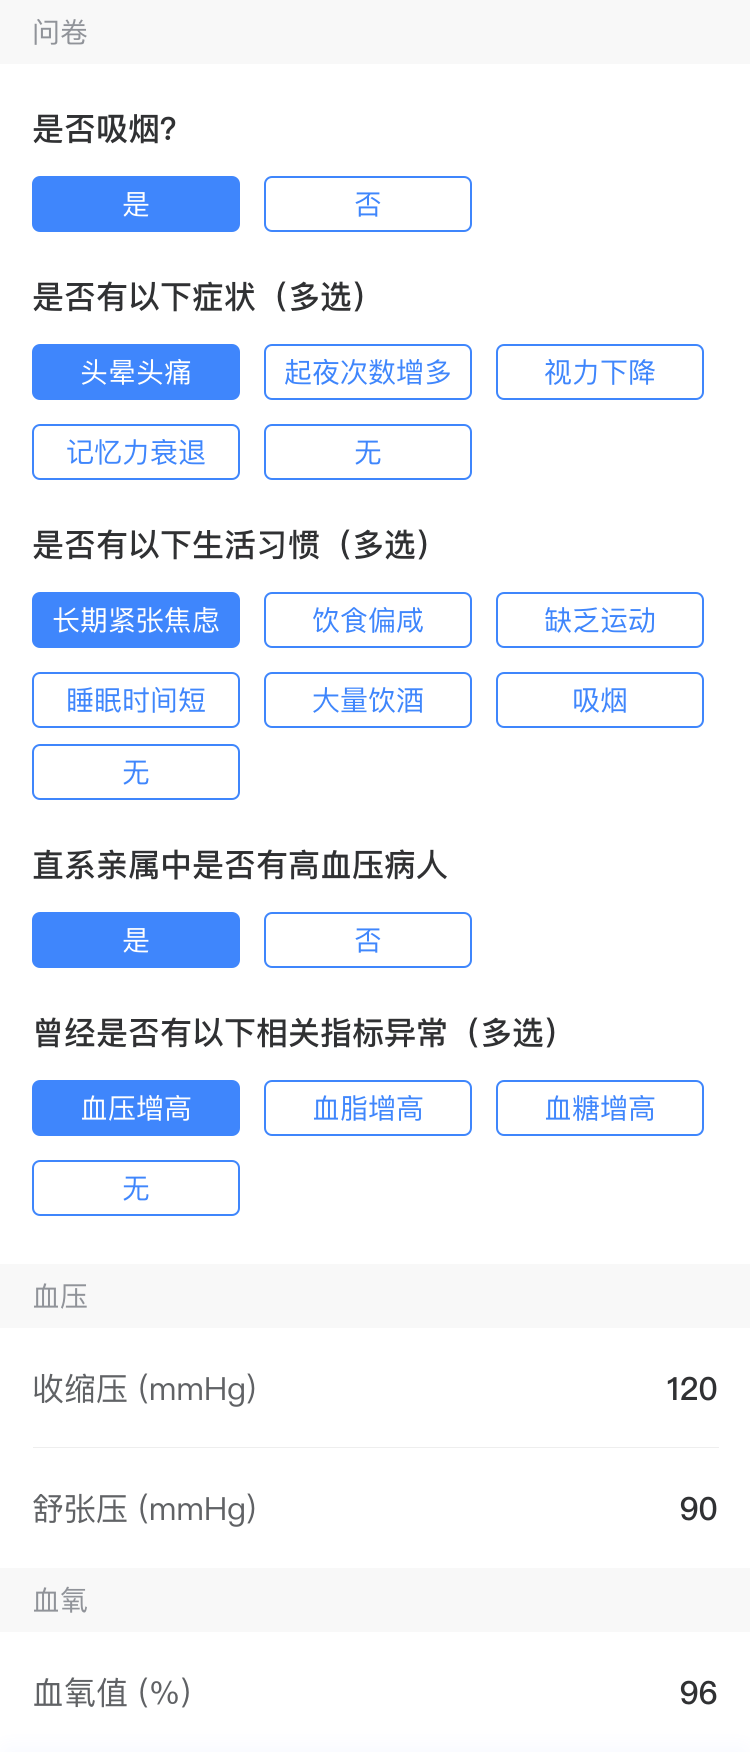 问卷
是否吸烟?
是 否
是否有以下症状（多选）
头晕头痛 起夜次数增多 视力下降
记忆力衰退 无
是否有以下生活习惯（多选）
长期紧张焦虑 饮食偏咸 缺乏运动
睡眠时间短 大量饮酒 吸烟
无
直系亲属中是否有高血压病人
是 否
曾经是否有以下相关指标异常（多选）
血压增高 血脂增高 血糖增高
无
血压
收缩压 (mmHg) 120
舒张压 (mmHg) 90
血氧
血氧值 (%) 96